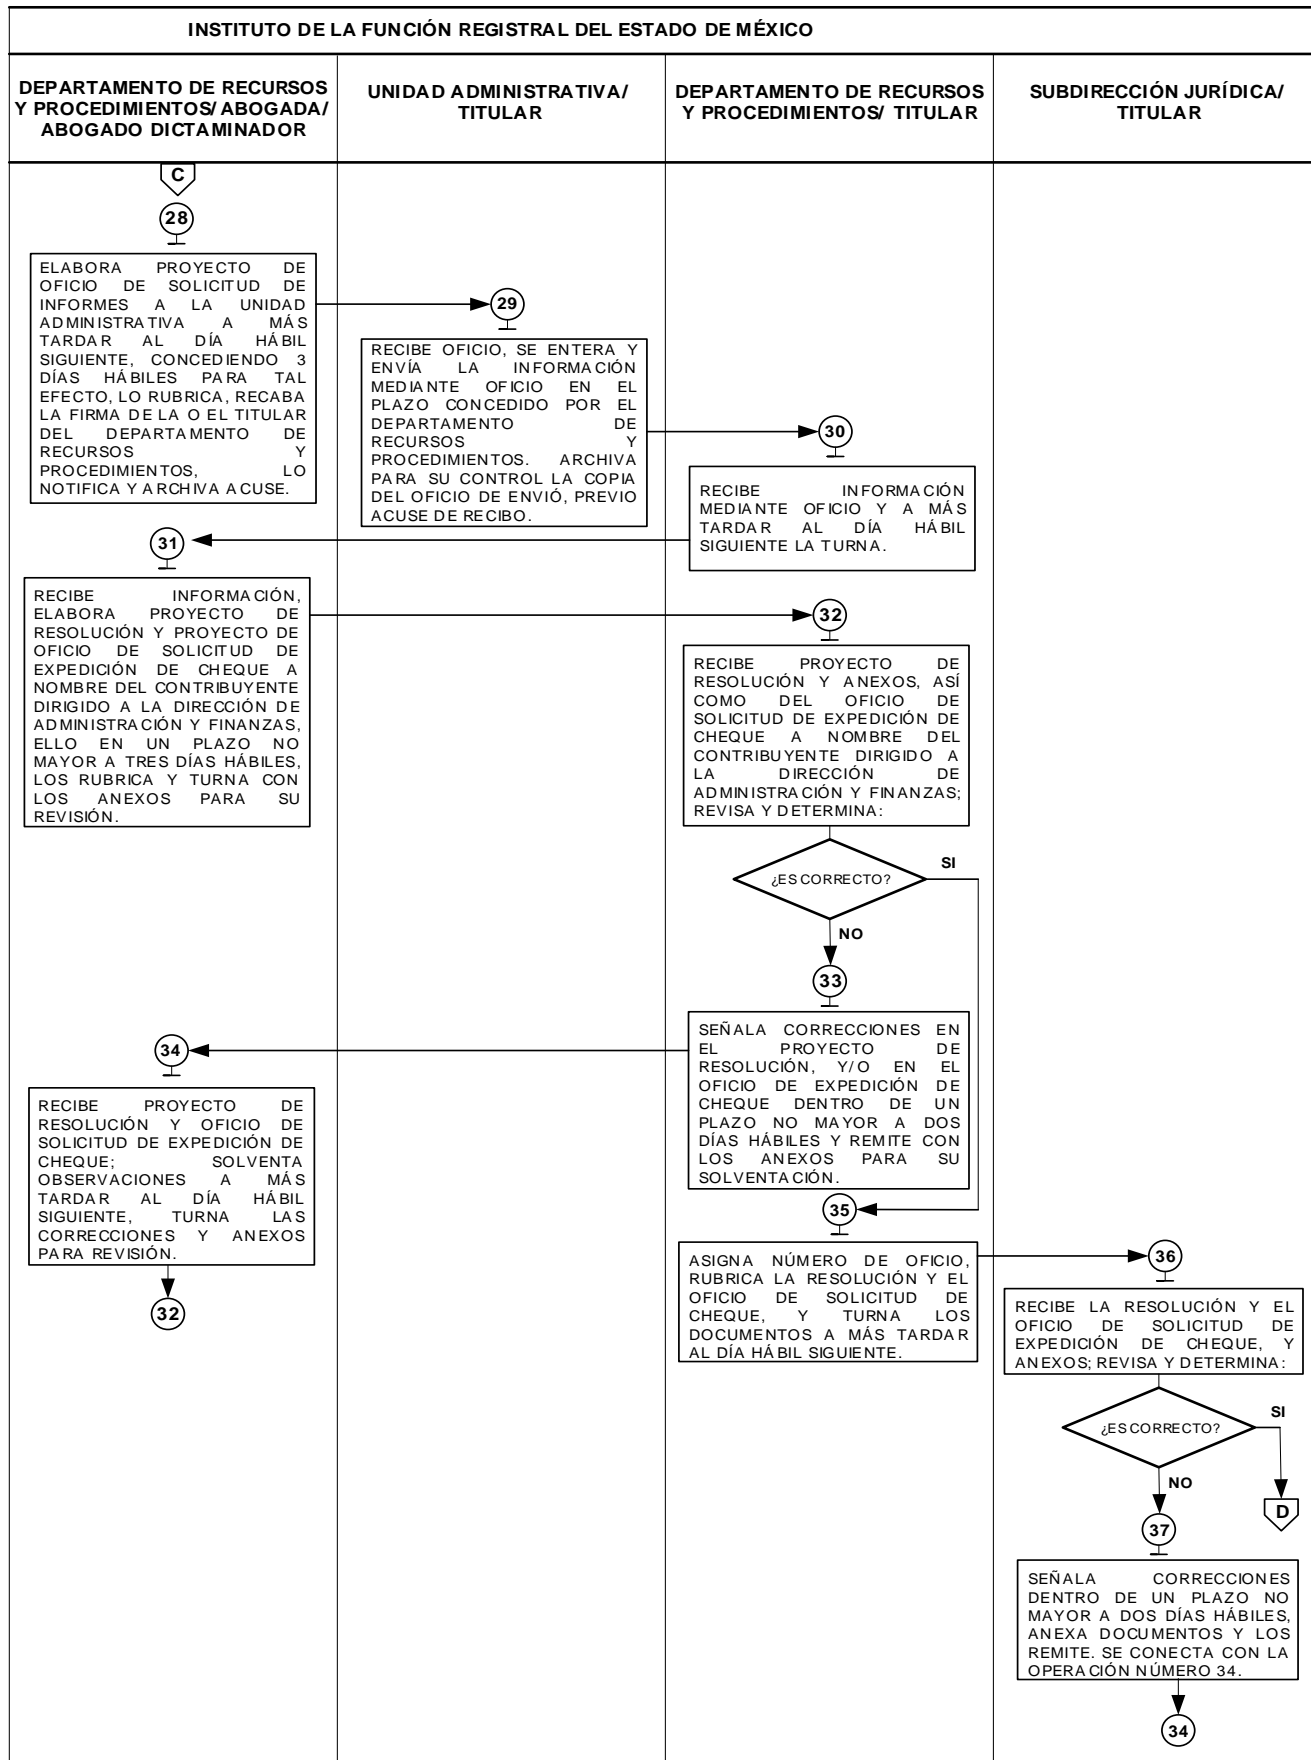 INSTITUTO DE LA FUNCIÓN REGISTRAL DEL ESTADO DE MÉXICO
DEPARTAMENTO DE RECURSOS
Y PROCEDIMIENTOS/ ABOGADA/
ABOGADO DICTAMINADOR
UNIDAD ADMINISTRATIVA/
TITULAR
DEPARTAMENTO DE RECURSOS
Y PROCEDIMIENTOS/ TITULAR
SUBDIRECCIÓN JURÍDICA/
TITULAR
C
28
ELABORA PROYECTO DE
OFICIO DE SOLICITUD DE
INFORMES A LA UNIDAD
ADMINISTRATIVA A MÁS
TARDAR AL DÍA HÁBIL
SIGUIENTE, CONCEDIENDO 3
DÍAS HÁBILES PARA TAL
EFECTO, LO RUBRICA, RECABA
LA FIRMA DE LA O EL TITULAR
DEL DEPARTAMENTO DE
RECURSOS Y
PROCEDIMIENTOS, LO
NOTIFICA Y ARCHIVA ACUSE.
29
RECIBE OFICIO, SE ENTERA Y
ENVÍA LA INFORMACIÓN
MEDIANTE OFICIO EN EL
PLAZO CONCEDIDO POR EL
DEPARTAMENTO DE
RECURSOS Y
PROCEDIMIENTOS. ARCHIVA
PARA SU CONTROL LA COPIA
DEL OFICIO DE ENVIÓ, PREVIO
ACUSE DE RECIBO.
30
RECIBE INFORMACIÓN
MEDIANTE OFICIO Y A MÁS
TARDAR AL DÍA HÁBIL
SIGUIENTE LA TURNA.
31
RECIBE INFORMACIÓN,
ELABORA PROYECTO DE
RESOLUCIÓN Y PROYECTO DE
OFICIO DE SOLICITUD DE
EXPEDICIÓN DE CHEQUE A
NOMBRE DEL CONTRIBUYENTE
DIRIGIDO A LA DIRECCIÓN DE
ADMINISTRACIÓN Y FINANZAS,
ELLO EN UN PLAZO NO
MAYOR A TRES DÍAS HÁBILES,
LOS RUBRICA Y TURNA CON
LOS ANEXOS PARA SU
REVISIÓN.
32
RECIBE PROYECTO DE
RESOLUCIÓN Y ANEXOS, ASÍ
COMO DEL OFICIO DE
SOLICITUD DE EXPEDICIÓN DE
CHEQUE A NOMBRE DEL
CONTRIBUYENTE DIRIGIDO A
LA DIRECCIÓN DE
ADMINISTRACIÓN Y FINANZAS;
REVISA Y DETERMINA:
¿ES CORRECTO?
SI
NO
33
SEÑALA CORRECCIONES EN
EL PROYECTO DE
RESOLUCIÓN, Y/O EN EL
OFICIO DE EXPEDICIÓN DE
CHEQUE DENTRO DE UN
PLAZO NO MAYOR A DOS
DÍAS HÁBILES Y REMITE CON
LOS ANEXOS PARA SU
SOLVENTACIÓN.
34
RECIBE PROYECTO DE
RESOLUCIÓN Y OFICIO DE
SOLICITUD DE EXPEDICIÓN DE
CHEQUE; SOLVENTA
OBSERVACIONES A MÁS
TARDAR AL DÍA HÁBIL
SIGUIENTE, TURNA LAS
CORRECCIONES Y ANEXOS
PARA REVISIÓN.
32
35
ASIGNA NÚMERO DE OFICIO,
RUBRICA LA RESOLUCIÓN Y EL
OFICIO DE SOLICITUD DE
CHEQUE, Y TURNA LOS
DOCUMENTOS A MÁS TARDAR
AL DÍA HÁBIL SIGUIENTE.
36
RECIBE LA RESOLUCIÓN Y EL
OFICIO DE SOLICITUD DE
EXPEDICIÓN DE CHEQUE, Y
ANEXOS; REVISA Y DETERMINA:
¿ES CORRECTO?
SI
NO
D
37
SEÑALA CORRECCIONES
DENTRO DE UN PLAZO NO
MAYOR A DOS DÍAS HÁBILES,
ANEXA DOCUMENTOS Y LOS
REMITE. SE CONECTA CON LA
OPERACIÓN NÚMERO 34.
34